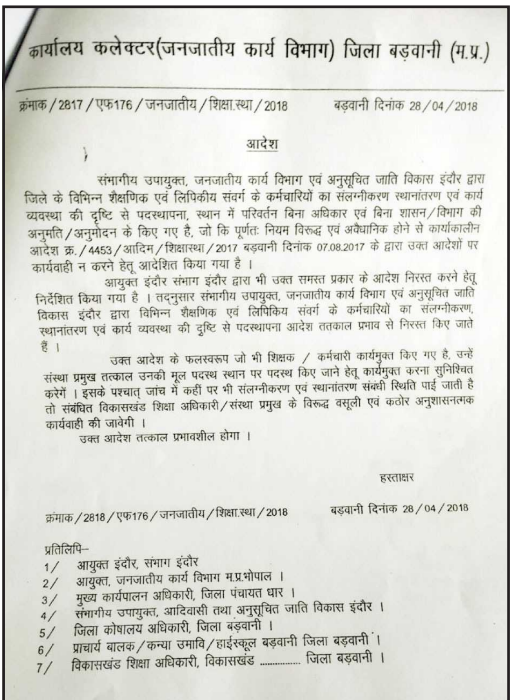 कार्यालय कलेक्टर(जनजातीय कार्य विभाग) जिला बड़वानी (म.प्र.)
क्रमाक/2817/एफ176/जनजातीय/शिक्षा.स्था/2018 बड़वानी दिनांक 28/04/2018
आदेश
संभागीय उपायुक्त, जनजातीय कार्य विभाग एवं अनुसूचित जाति विकास इंदौर द्वारा
जिले के विभिन्न शैक्षणिक एवं लिपिकीय संवर्ग के कर्मचारियों का संलग्नीकरण स्थानांतरण एवं कार्य
व्यवस्था की दृष्टि से पदस्थापना, स्थान में परिवर्तन बिना अधिकार एवं बिना शासन/विभाग की
अनुमति/अनुमोदन के किए गए है, जो कि पूर्णतः नियम विरूद्ध एवं अवैधानिक होने से कार्याकालीन
आदेश क्र./4453/आदिम/शिक्षास्था/2017 बड़वानी दिनांक 07.08.2017 के द्वारा उक्त आदेशों पर
कार्यवाही न करने हेतू आदेशित किया गया है ।
आयुक्त इंदौर संभाग इंदौर द्वारा भी उक्त समस्त प्रकार के आदेश निरस्त करने हेतू
निर्देशित किया गया है । तद्नुसार संभागीय उपायुक्त, जनजातीय कार्य विभाग एवं अनुसूचित जाति
विकास इंदौर द्वारा विभिन्न शैक्षणिक एवं लिपिकिय संवर्ग के कर्मचारियों का संलग्नीकरण,
स्थानांतरण एवं कार्य व्यवस्था की दृष्टि से पदस्थापना आदेश ततकाल प्रभाव से निरस्त किए जाते
हैं ।
उक्त आदेश के फलस्वरूप जो भी शिक्षक / कर्मचारी कार्यमुक्त किए गए है, उन्हें
संस्था प्रमुख तत्काल उनकी मूल पदस्थ स्थान पर पदस्थ किए जाने हेतू कार्यमुक्त करना सुनिश्चित
करेगें । इसके पश्चात् जांच में कहीं पर भी संलग्नीकरण एवं स्थानांतरण संबंधी स्थिति पाई जाती है
तो संबंधित विकासखंड शिक्षा अधिकारी/संस्था प्रमुख के विरूद्ध वसूली एवं कठोर अनुशासनत्मक
कार्यवाही की जावेगी ।
उक्त आदेश तत्काल प्रभावशील होगा ।
हस्ताक्षर
क्रंमाक/2818/एफ176/जनजातीय/शिक्षा.स्था/2018 बड़वानी दिनांक 28/04/2018
प्रतिलिपि–
1/ आयुक्त इंदौर, संभाग इंदौर
2/ आयुक्त, जनजातीय कार्य विभाग म.प्र.भोपाल ।
3/ मुख्य कार्यपालन अधिकारी, जिला पंचायत धार ।
4/ संभागीय उपायुक्त, आदिवासी तथा अनुसूचित जाति विकास इंदौर ।
5/ जिला कोषालय अधिकारी, जिला बड़वानी ।
6/ प्राचार्य बालक/कन्या उमावि/हाईस्कूल बड़वानी जिला बड़वानी ।
7/ विकासखंड शिक्षा अधिकारी, विकासखंड ................ जिला बड़वानी ।